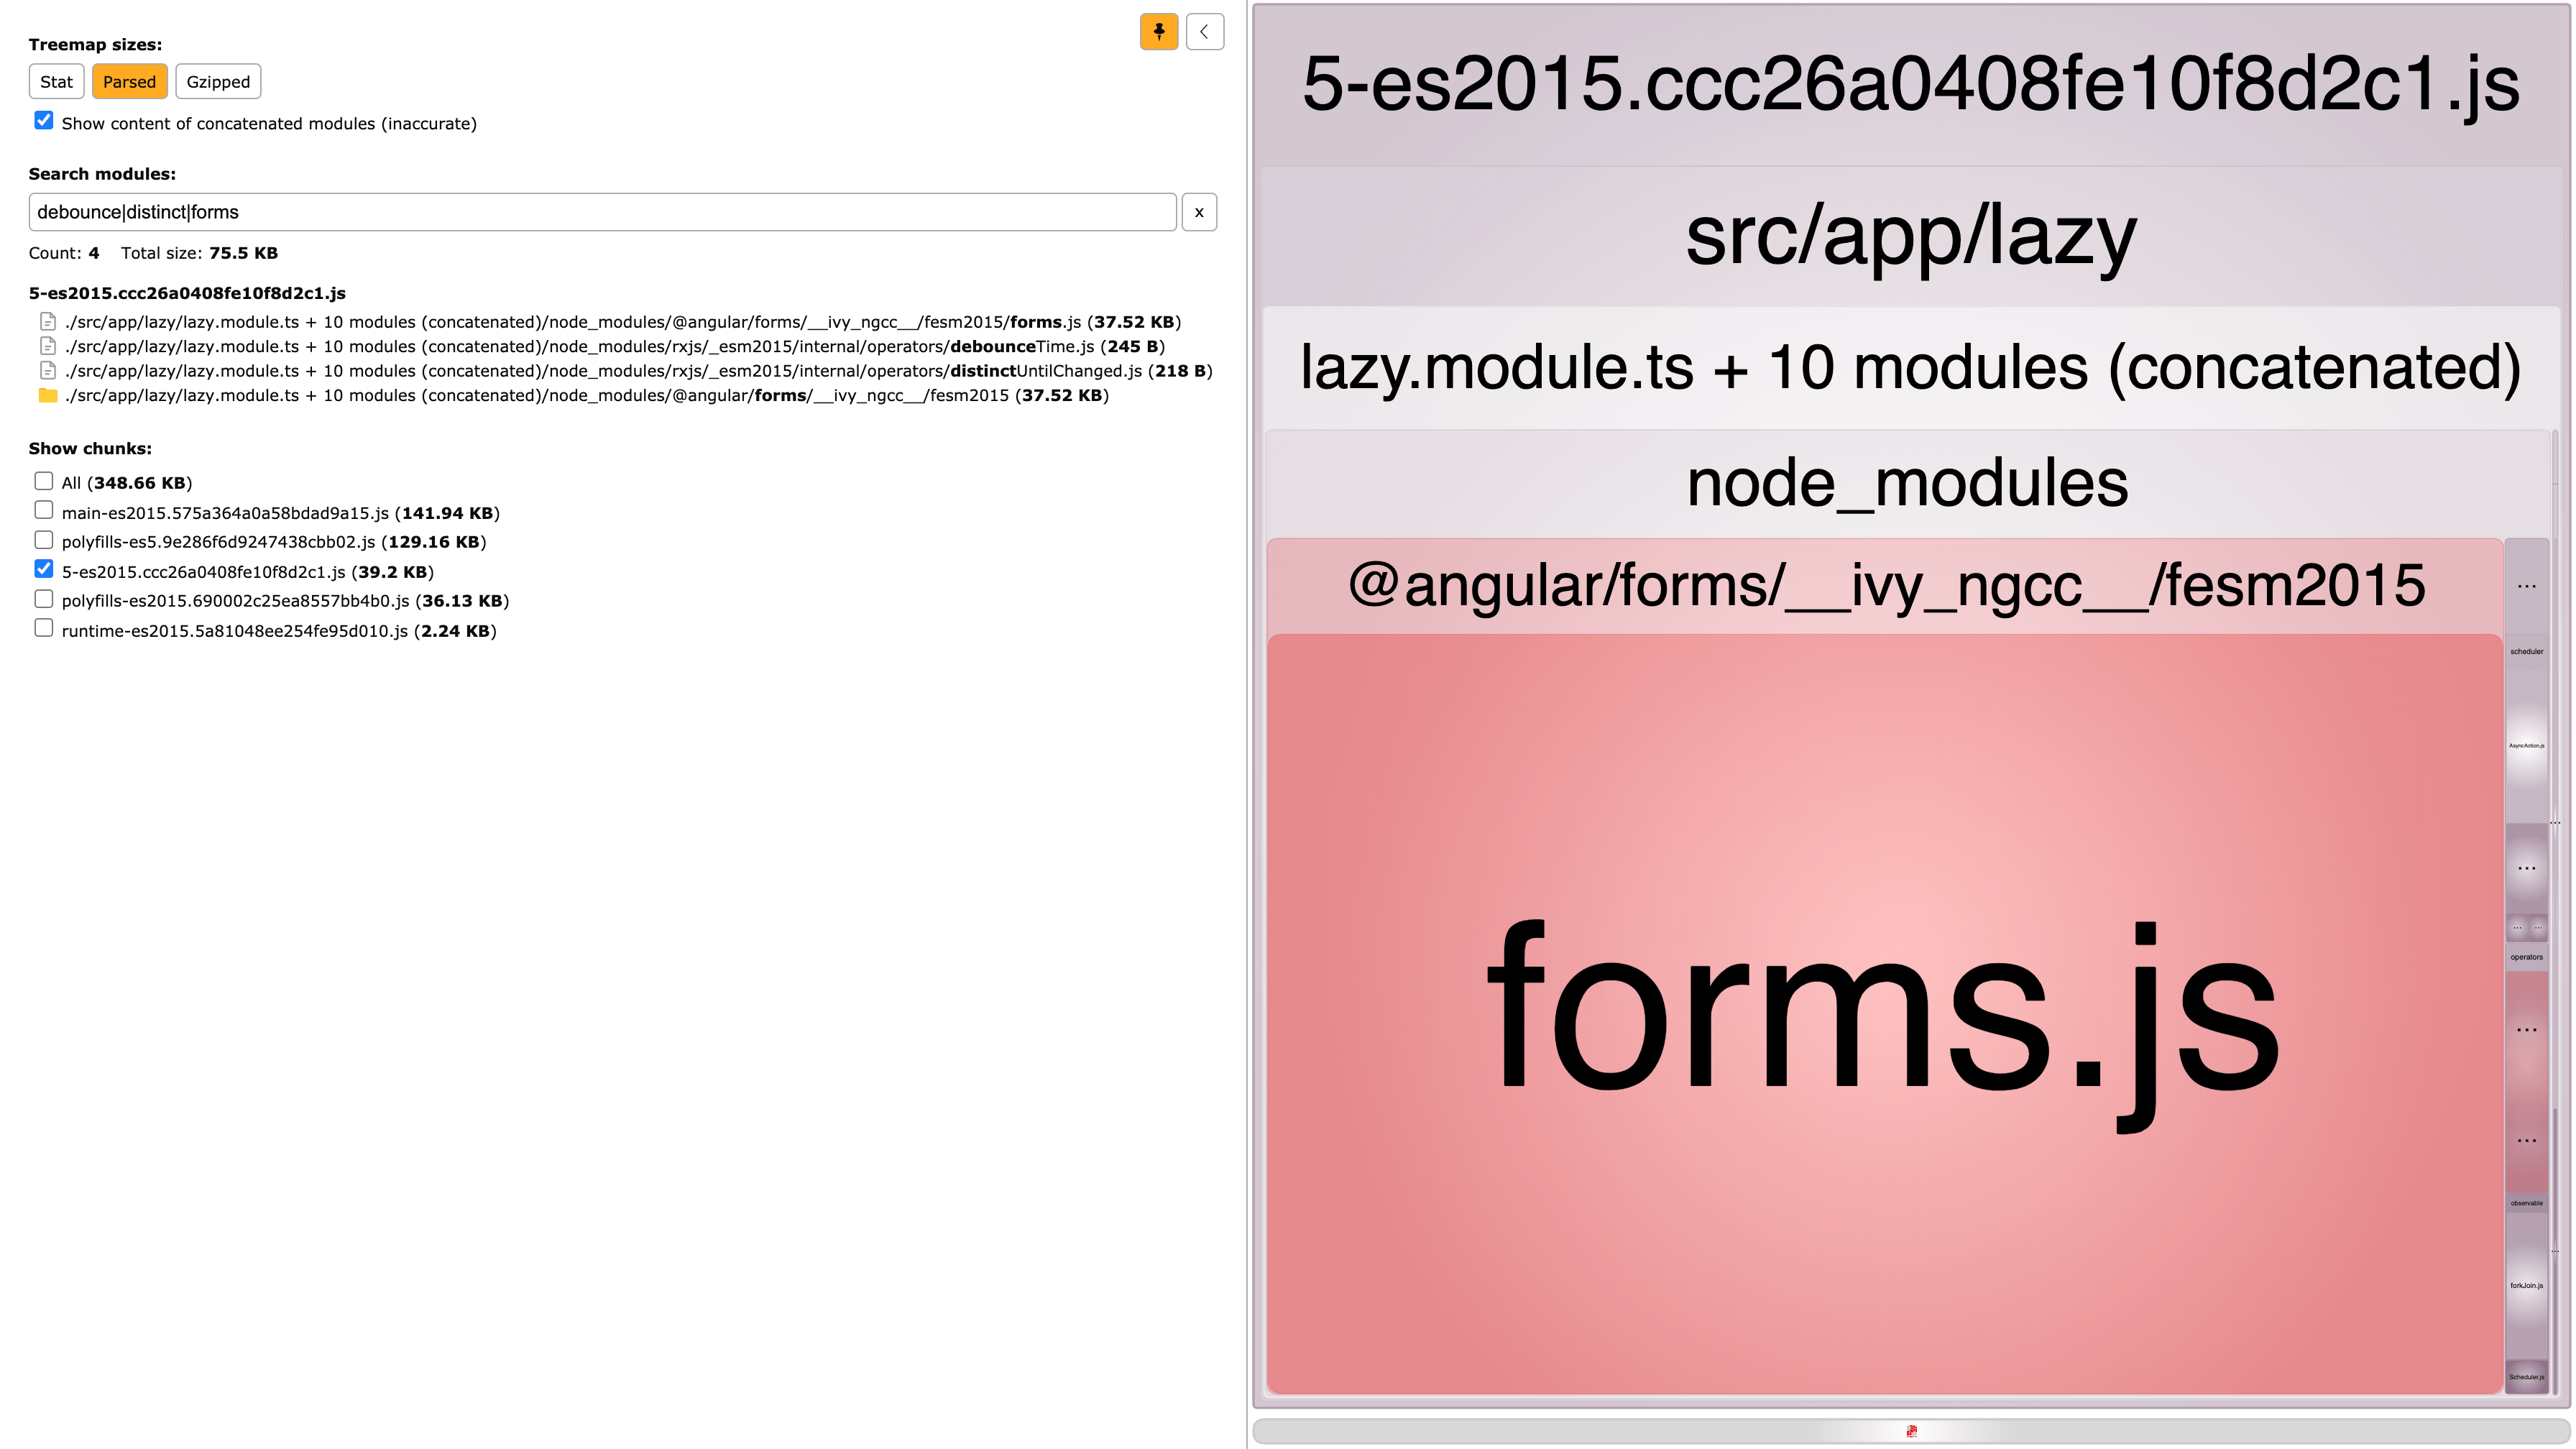 Treemap sizes:
Stat Parsed Gzipped
Show content of concatenated modules (inaccurate)
Search modules:
debounce|distinct|forms x
Count: 4 Total size: 75.5 KB
5-es2015.ccc26a0408fe10f8d2c1.js
./src/app/lazy/lazy.module.ts + 10 modules (concatenated)/node_modules/@angular/forms/__ivy_ngcc__/fesm2015/forms.js (37.52 KB)
./src/app/lazy/lazy.module.ts + 10 modules (concatenated)/node_modules/rxjs/_esm2015/internal/operators/debounceTime.js (245 B)
./src/app/lazy/lazy.module.ts + 10 modules (concatenated)/node_modules/rxjs/_esm2015/internal/operators/distinctUntilChanged.js (218 B)
./src/app/lazy/lazy.module.ts + 10 modules (concatenated)/node_modules/@angular/forms/__ivy_ngcc__/fesm2015 (37.52 KB)
Show chunks:
All (348.66 KB)
main-es2015.575a364a0a58bdad9a15.js (141.94 KB)
polyfills-es5.9e286f6d9247438cbb02.js (129.16 KB)
5-es2015.ccc26a0408fe10f8d2c1.js (39.2 KB)
polyfills-es2015.690002c25ea8557bb4b0.js (36.13 KB)
runtime-es2015.5a81048ee254fe95d010.js (2.24 KB)
5-es2015.ccc26a0408fe10f8d2c1.js
src/app/lazy
lazy.module.ts + 10 modules (concatenated)
node_modules
@angular/forms/__ivy_ngcc__/fesm2015
forms.js
...
scheduler
AsyncAction.js
...
... ...
operators
...
...
observable
forkJoin.js
Scheduler.js
...
...